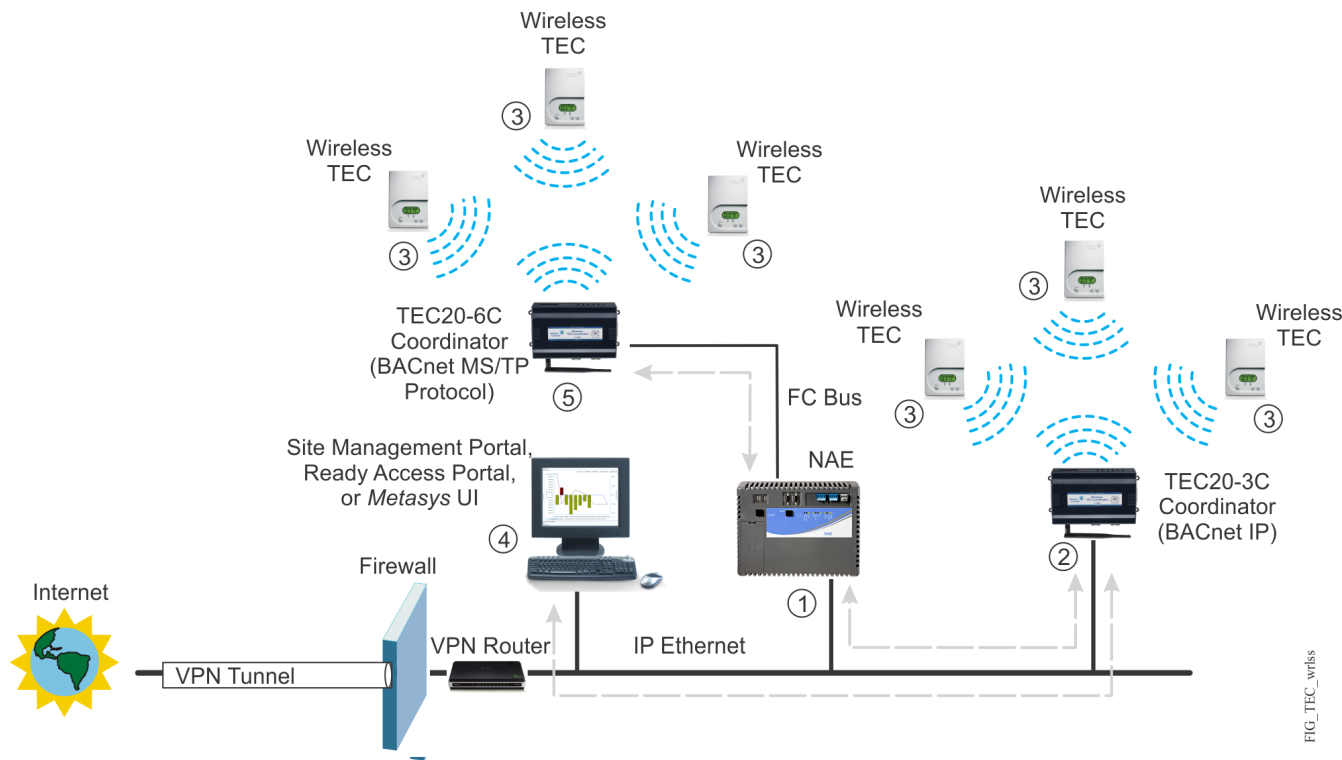 Wireless
TEC
3
Wireless
TEC
3
Wireless
TEC
3
Wireless
TEC
3
TEC20-6C
Coordinator
(BACnet MS/TP
Protocol)
5
FC Bus
Wireless
TEC
3
Wireless
TEC
3
Site Management Portal,
Ready Access Portal,
or Metasys UI
4
NAE
NAE
1
TEC20-3C
Coordinator
(BACnet IP)
2
Internet
Firewall
VPN Tunnel
VPN Router
IP Ethernet
FIG_TEC_wrlss